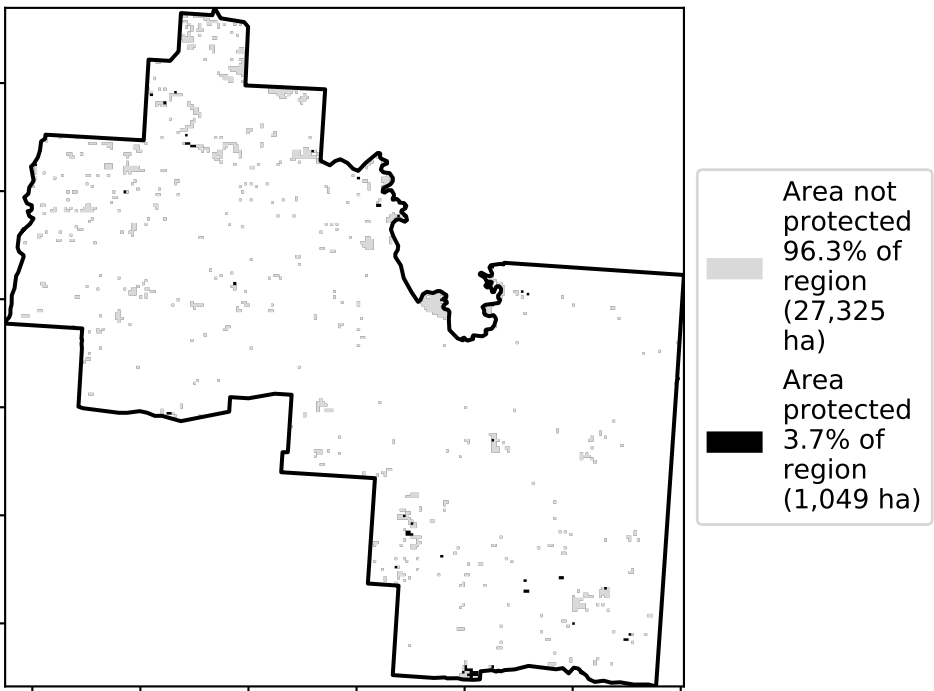 Area not
protected
96.3% of
region
(27,325
ha)
Area
protected
3.7% of
region
(1,049 ha)